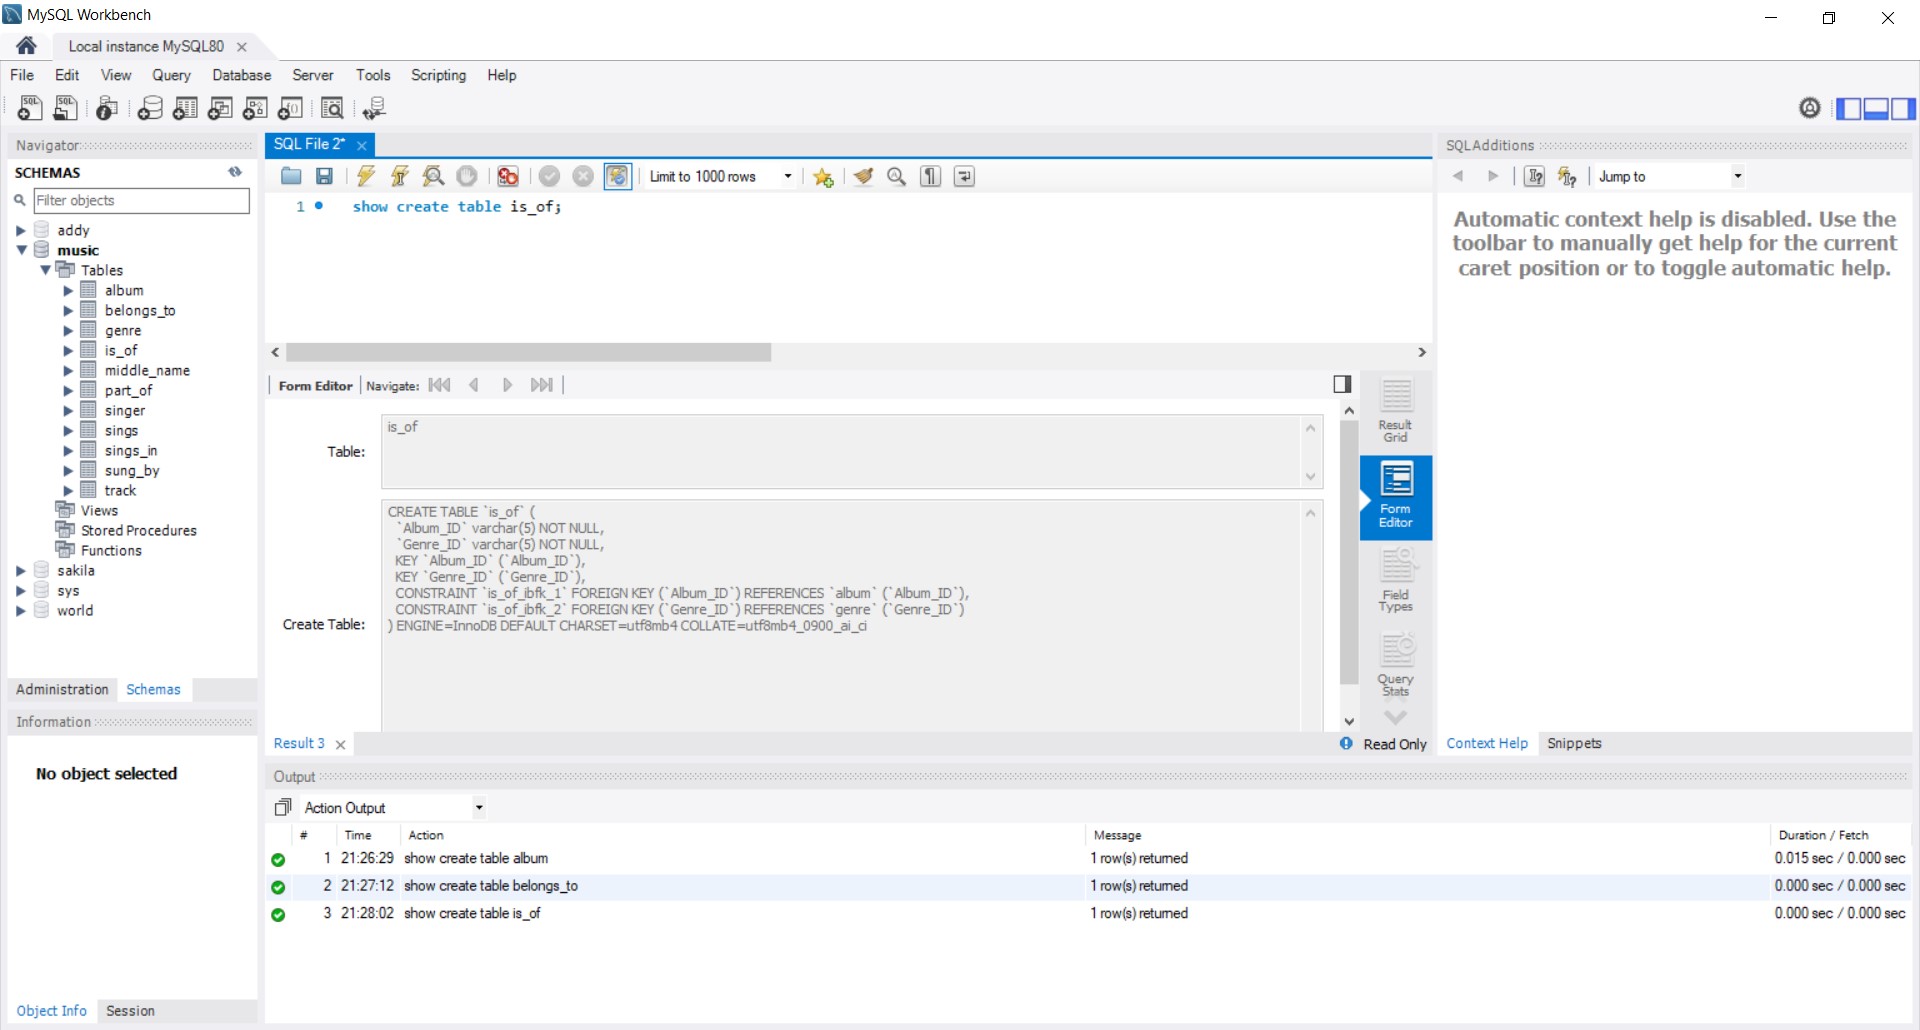 MySQL Workbench
Local instance MySQL80
File Edit View Query Database Server Tools Scripting Help
Navigator
SCHEMAS
Filter objects
addy
music
Tables
album
belongs_to
genre
is_of
middle_name
part_of
singer
sings
sings_in
sung_by
track
Views
Stored Procedures
Functions
sakila
sys
world
Administration Schemas
Information
No object selected
Object Info Session
SQL File 2*
Limit to 1000 rows
1 show create table is_of;
Form Editor Navigate:
Table:
is_of
Create Table:
CREATE TABLE `is_of` (
`Album_ID` varchar(5) NOT NULL,
`Genre_ID` varchar(5) NOT NULL,
KEY `Album_ID` (`Album_ID`),
KEY `Genre_ID` (`Genre_ID`),
CONSTRAINT `is_of_ibfk_1` FOREIGN KEY (`Album_ID`) REFERENCES `album` (`Album_ID`),
CONSTRAINT `is_of_ibfk_2` FOREIGN KEY (`Genre_ID`) REFERENCES `genre` (`Genre_ID`)
) ENGINE=InnoDB DEFAULT CHARSET=utf8mb4 COLLATE=utf8mb4_0900_ai_ci
Result
Grid
Form
Editor
Field
Types
Query
Stats
Result 3
Read Only
SQLAdditions
Jump to
Automatic context help is disabled. Use the
toolbar to manually get help for the current
caret position or to toggle automatic help.
Context Help Snippets
Output
Action Output
# Time Action Message Duration / Fetch
1 21:26:29 show create table album 1 row(s) returned 0.015 sec / 0.000 sec
2 21:27:12 show create table belongs_to 1 row(s) returned 0.000 sec / 0.000 sec
3 21:28:02 show create table is_of 1 row(s) returned 0.000 sec / 0.000 sec